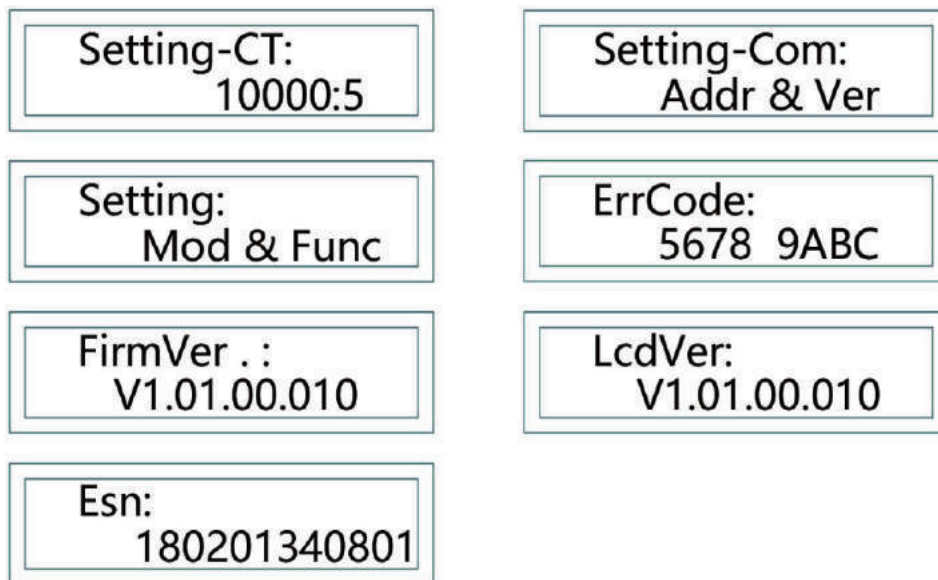 Setting-CT:
10000:5
Setting-Com:
Addr & Ver
Setting:
Mod & Func
ErrCode:
5678 9ABC
FirmVer . :
V1.01.00.010
LcdVer:
V1.01.00.010
Esn:
180201340801